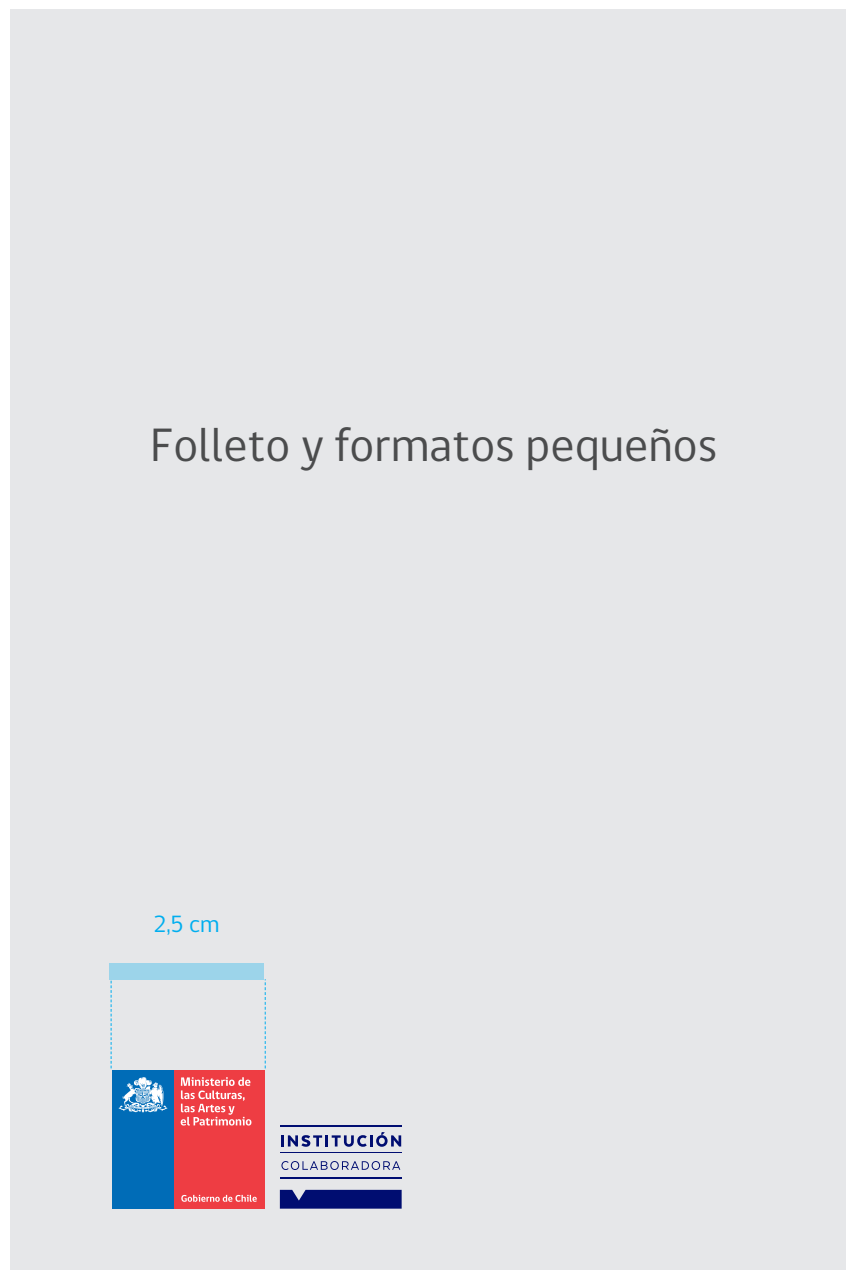 Folleto y formatos pequeños
2,5 cm
Ministerio de
las Culturas,
las Artes y
el Patrimonio
Gobierno de Chile
INSTITUCIÓN
COLABORADORA